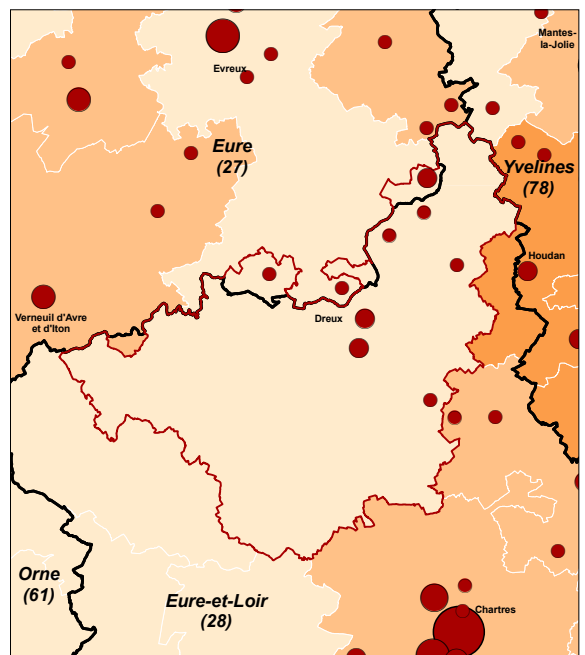 Mantes-
la-Jolie
Evreux
Eure
(27)
Yvelines
(78)
Houdan
Verneuil d'Avre
et d'Iton
Dreux
Orne
(61)
Eure-et-Loir
(28)
Chartres